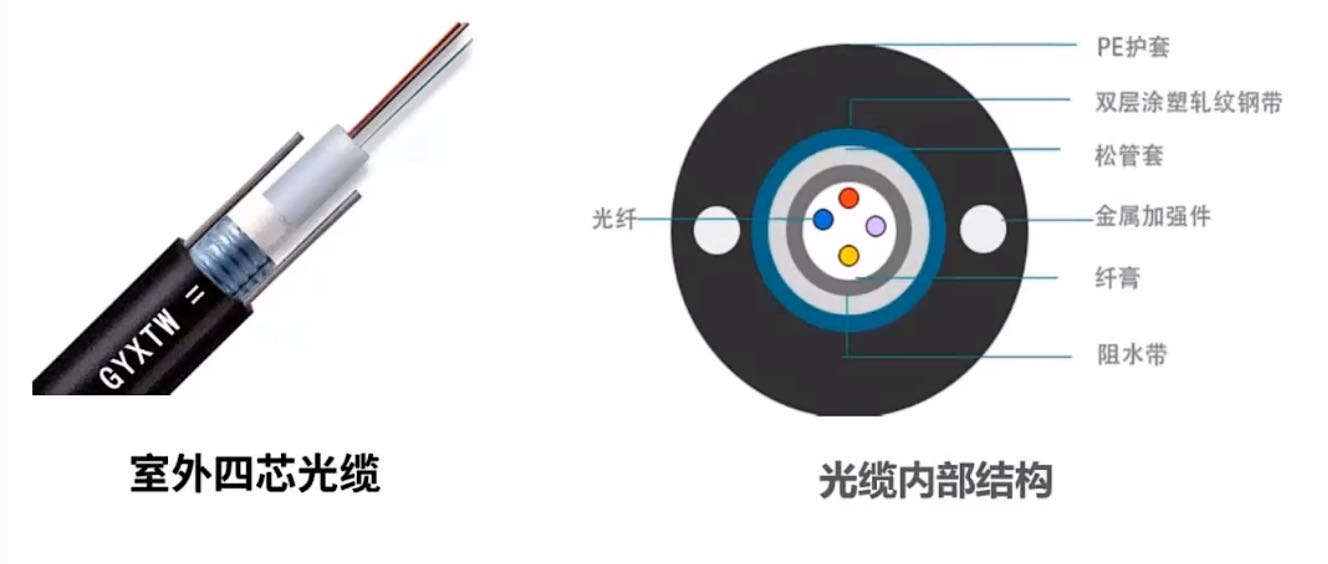 PE护套
双层涂塑轧纹钢带
松管套
光纤
金属加强件
纤膏
阻水带
GYXTW =
室外四芯光缆
光缆内部结构